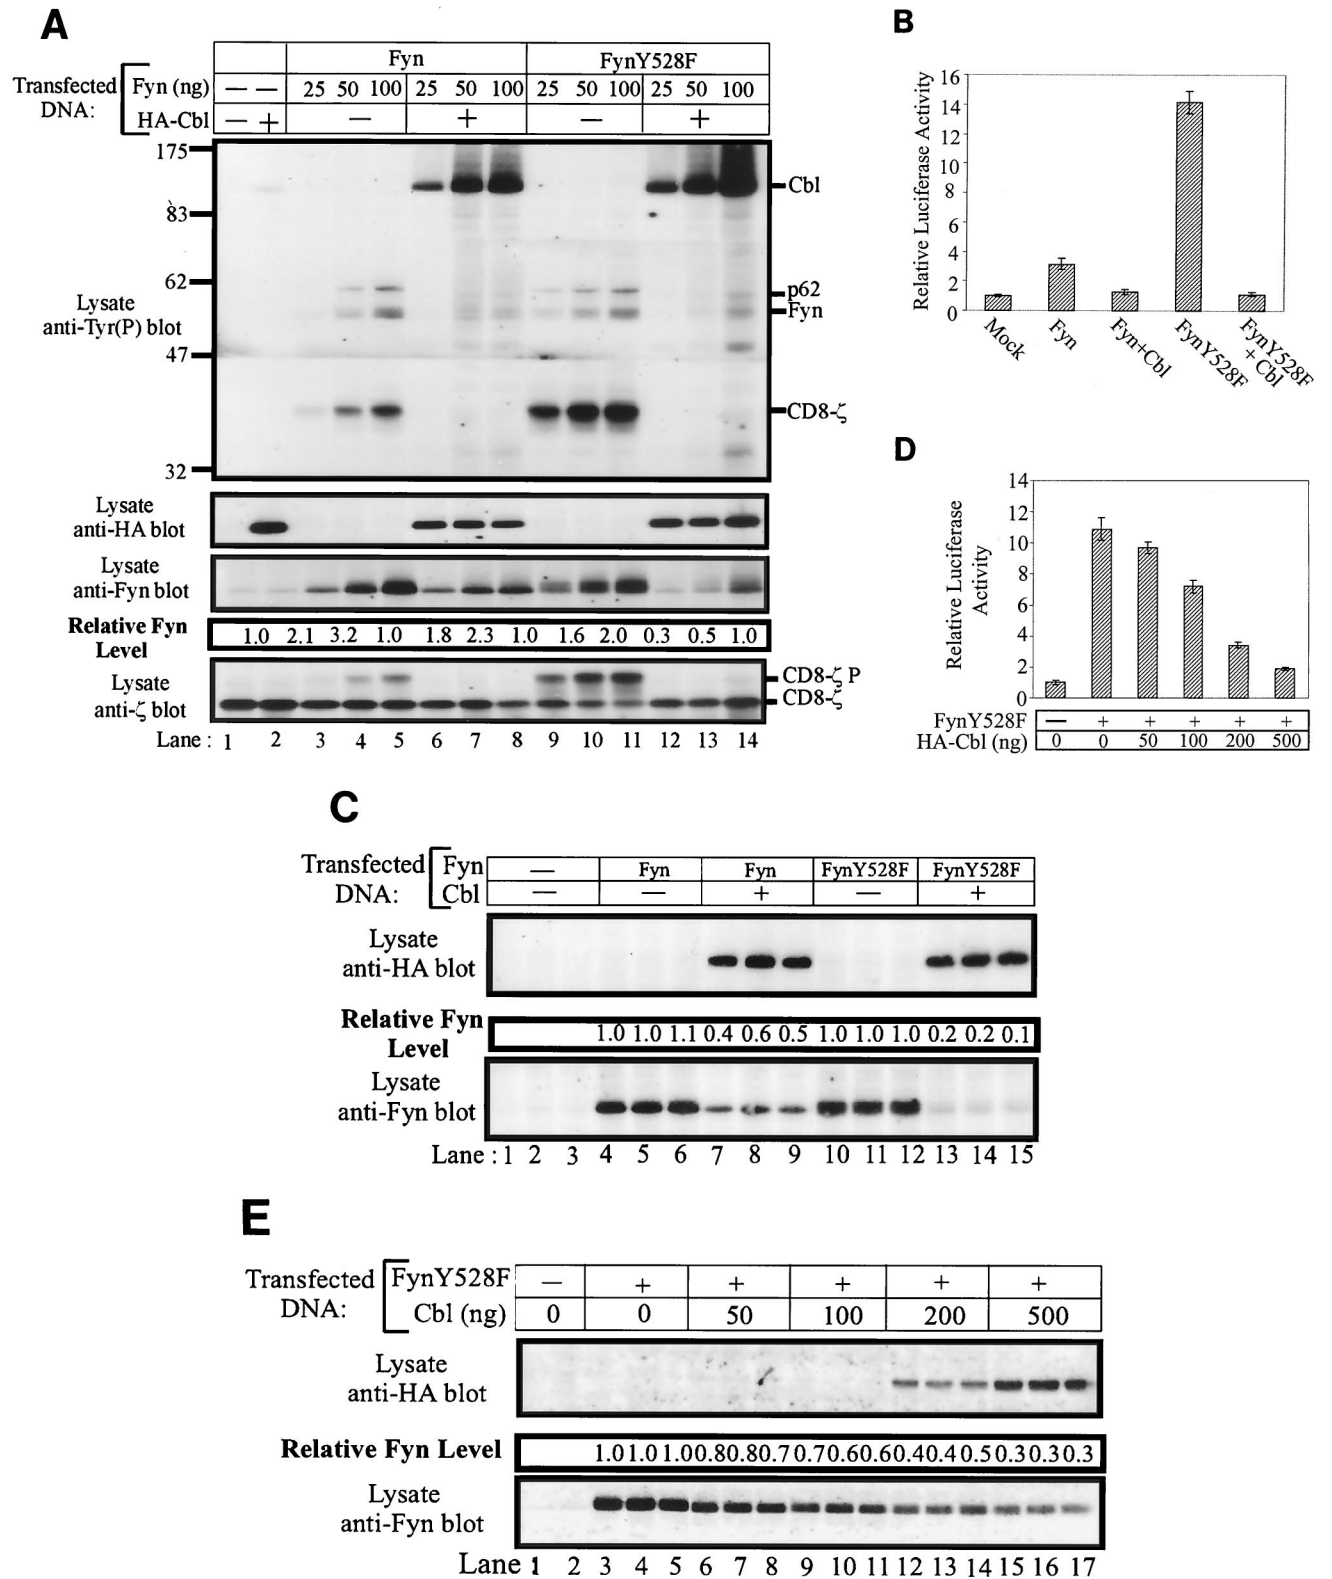 A
Fyn
FynY528F
Transfected DNA:
Fyn (ng)
— — 25 50 100 25 50 100 25 50 100 25 50 100
HA-Cbl
— + — + — +
175
83
62
47
32
Lysate
anti-Tyr(P) blot
Cbl
p62
Fyn
CD8-ζ
Lysate
anti-HA blot
Lysate
anti-Fyn blot
Relative Fyn
Level
1.0 2.1 3.2 1.0 1.8 2.3 1.0 1.6 2.0 0.3 0.5 1.0
Lysate
anti-ζ blot
CD8-ζ P
CD8-ζ
Lane : 1 2 3 4 5 6 7 8 9 10 11 12 13 14
B
Relative Luciferase Activity
16
14
12
10
8
6
4
2
0
Mock
Fyn
Fyn+Cbl
FynY528F
FynY528F
+ Cbl
D
Relative Luciferase
Activity
14
12
10
8
6
4
2
0
FynY528F — + + + + +
HA-Cbl (ng) 0 0 50 100 200 500
C
Transfected
DNA:
Fyn — Fyn Fyn FynY528F FynY528F
Cbl — — + — +
Lysate
anti-HA blot
Relative Fyn
Level
1.0 1.0 1.1 0.4 0.6 0.5 1.0 1.0 1.0 0.2 0.2 0.1
Lysate
anti-Fyn blot
Lane : 1 2 3 4 5 6 7 8 9 10 11 12 13 14 15
E
Transfected
DNA:
FynY528F — + + + + +
Cbl (ng) 0 0 50 100 200 500
Lysate
anti-HA blot
Relative Fyn Level 1.0 1.0 1.0 0.8 0.8 0.7 0.7 0.6 0.6 0.4 0.4 0.5 0.3 0.3 0.3
Lysate
anti-Fyn blot
Lane : 1 2 3 4 5 6 7 8 9 10 11 12 13 14 15 16 17